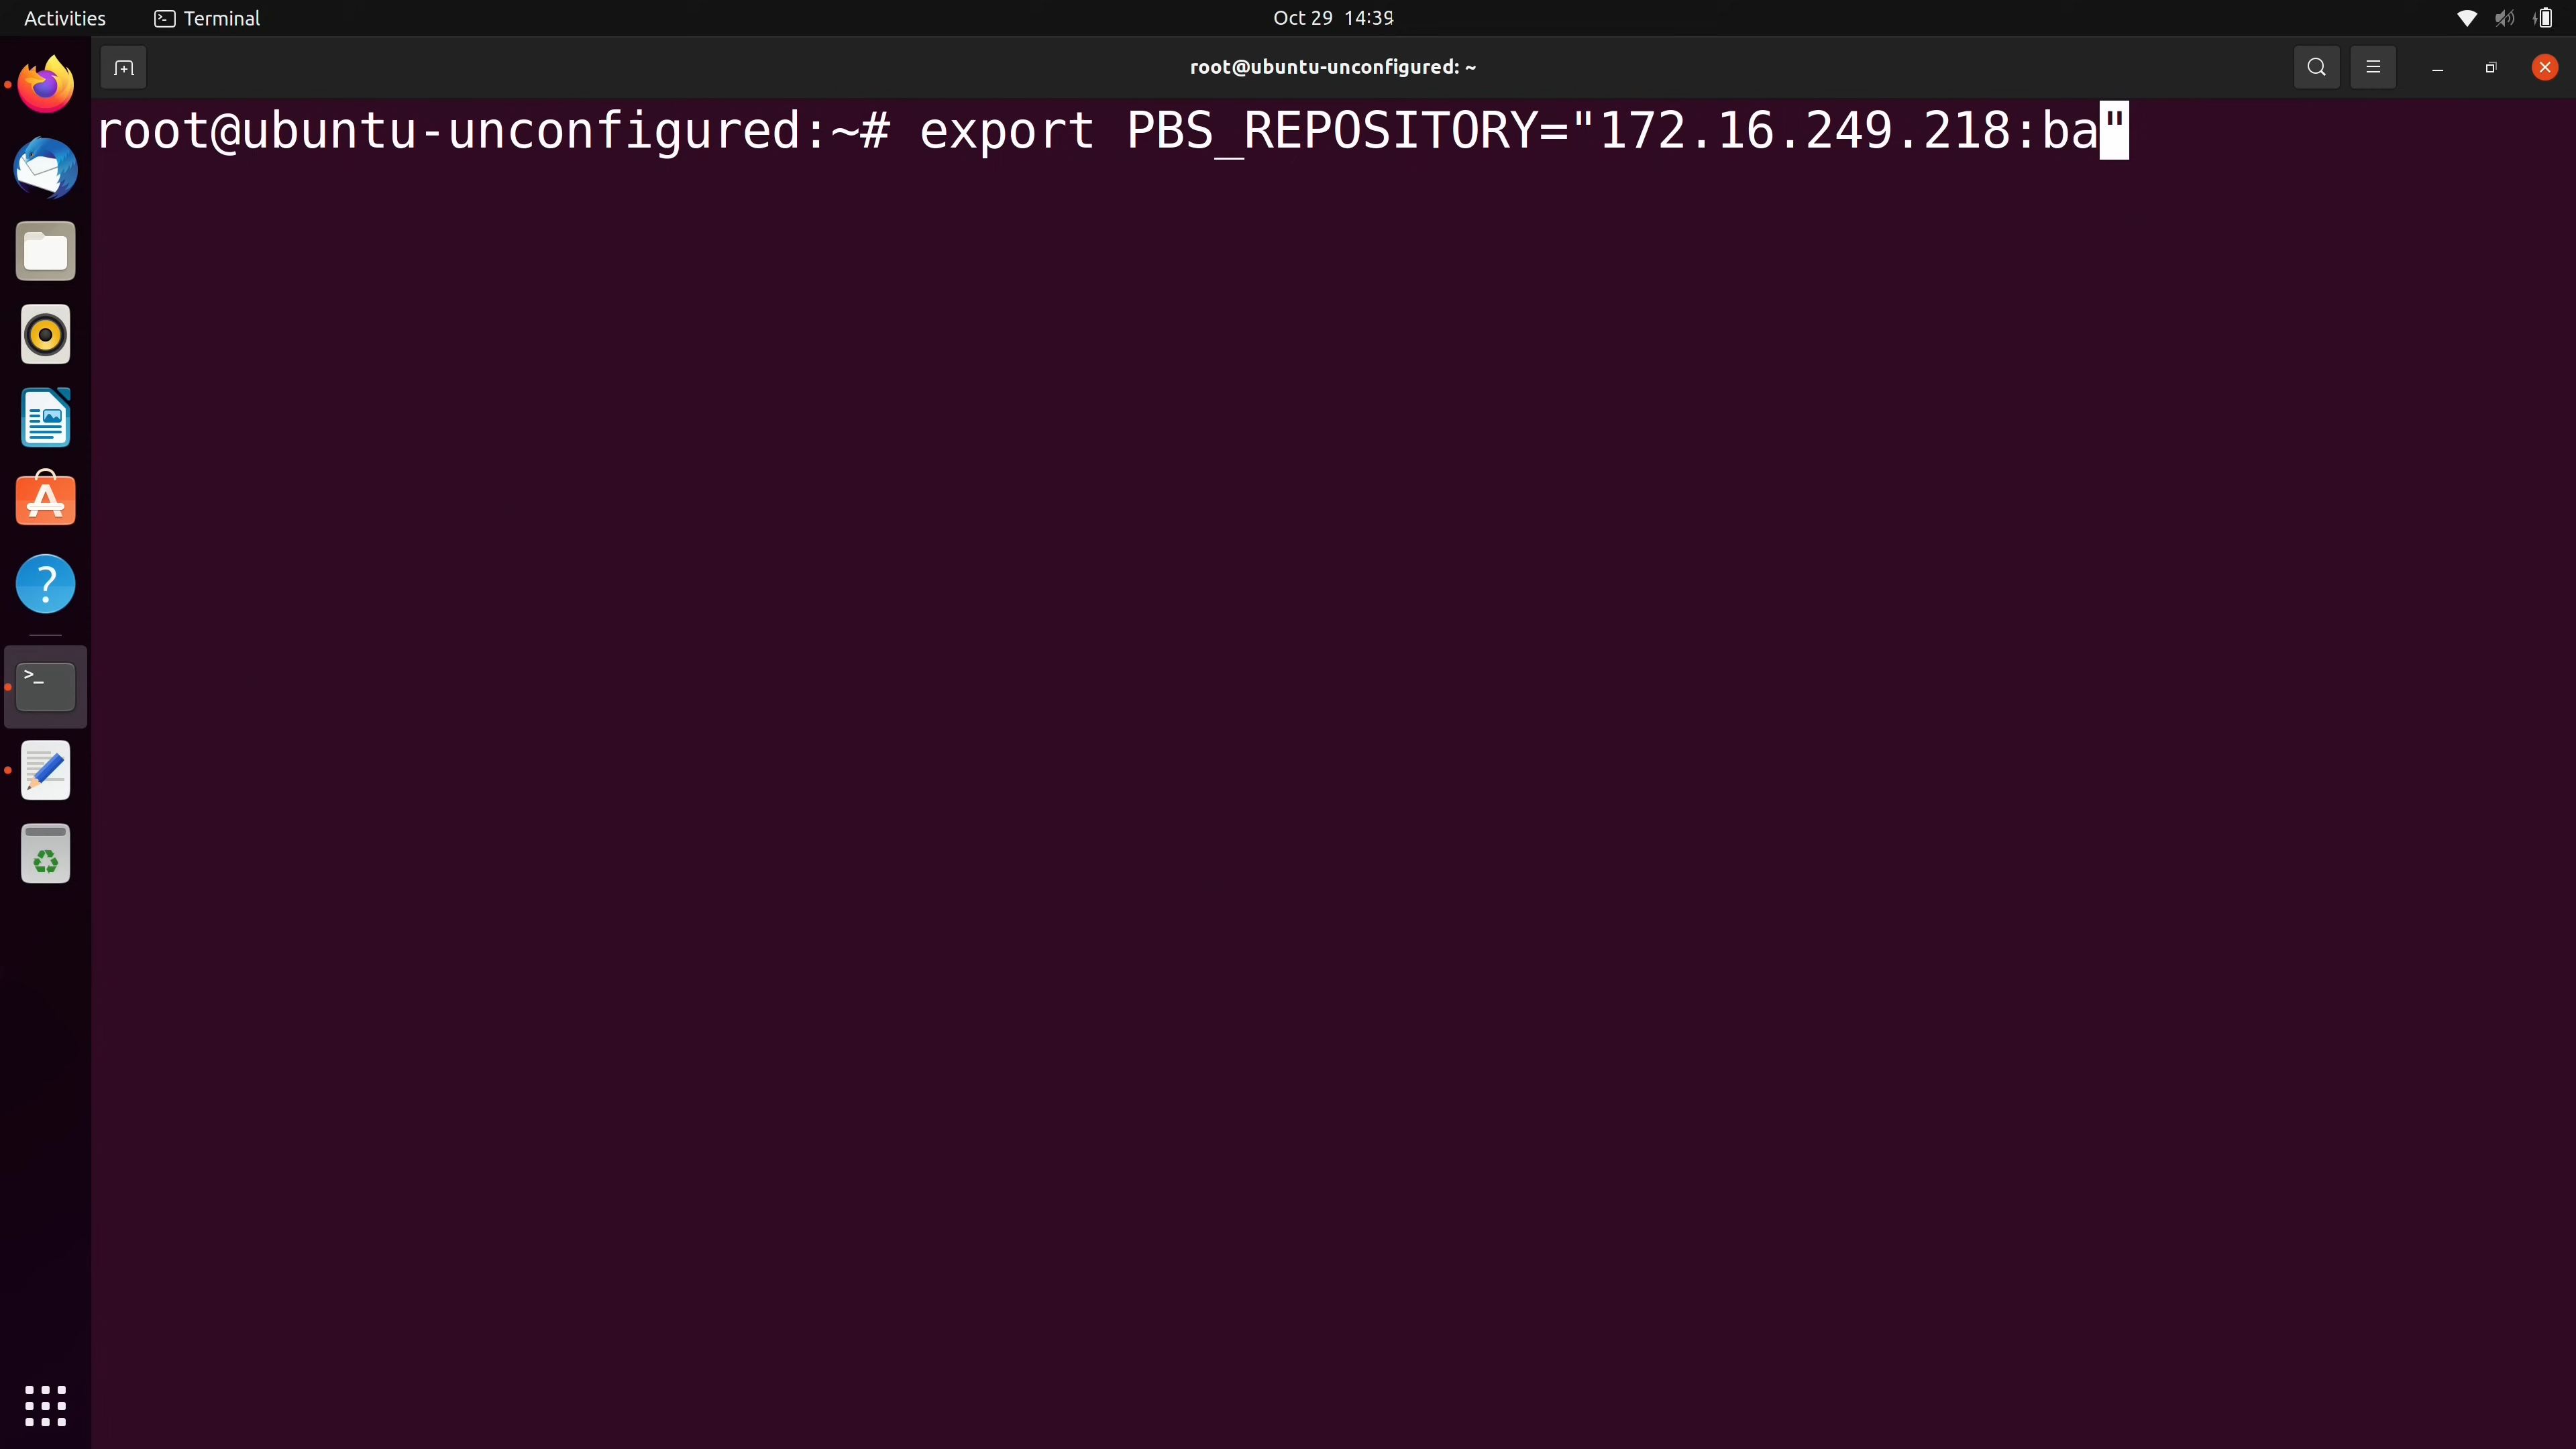 Activities
Terminal
Oct 29 14:39
root@ubuntu-unconfigured: ~
root@ubuntu-unconfigured:~# export PBS_REPOSITORY="172.16.249.218:ba"